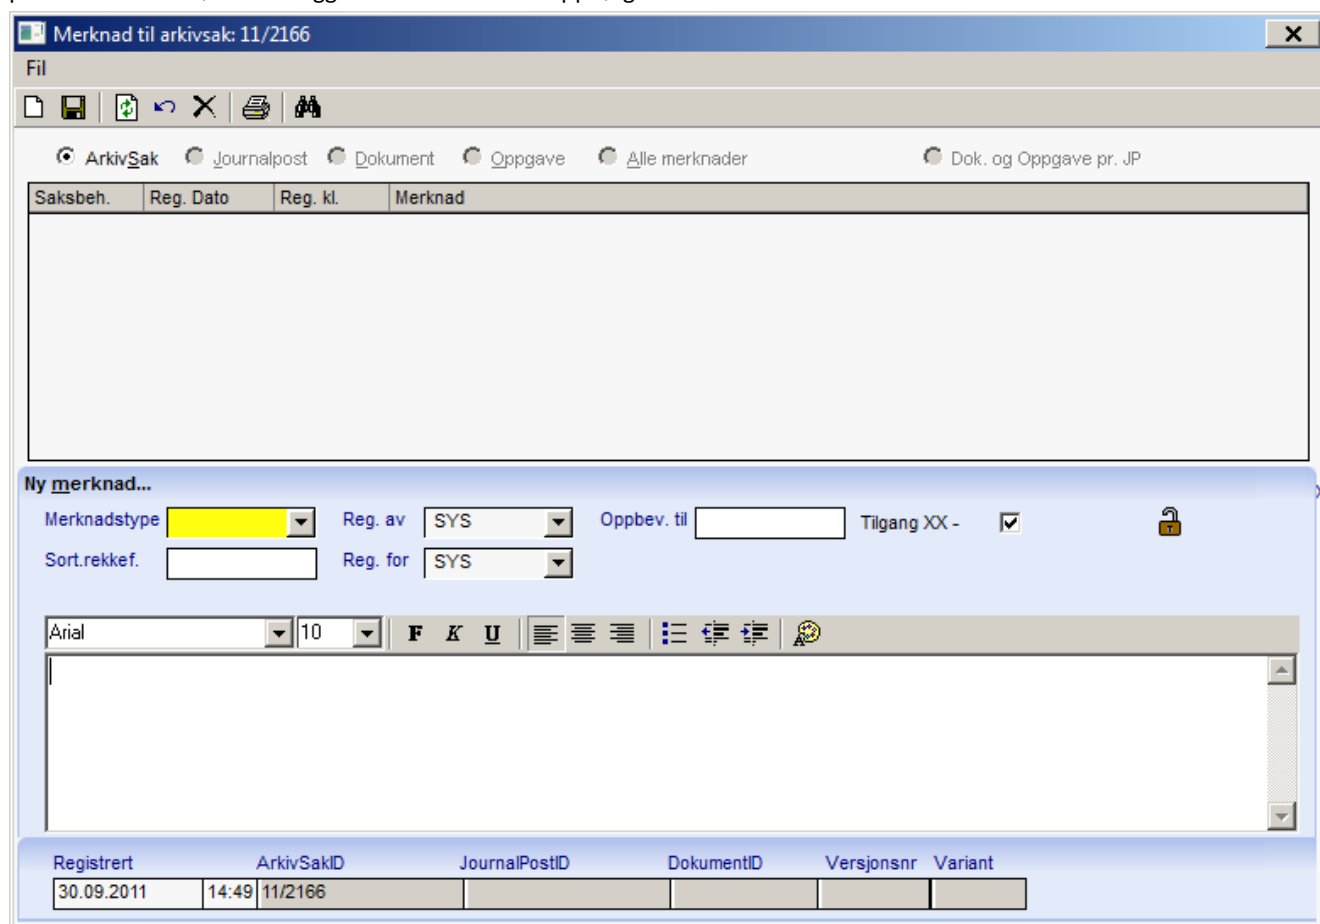 Merknad til arkivsak: 11/2166
Fil
ArkivSak Journalpost Dokument Oppgave Alle merknader Dok. og Oppgave pr. JP
Saksbeh. Reg. Dato Reg. kl. Merknad
Ny merknad...
Merknadstype Reg. av SYS Oppbev. til Tilgang XX -
Sort.rekkef. Reg. for SYS
Arial 10 F K U
Registrert ArkivSakID JournalPostID DokumentID Versjonsnr Variant
30.09.2011 14:49 11/2166